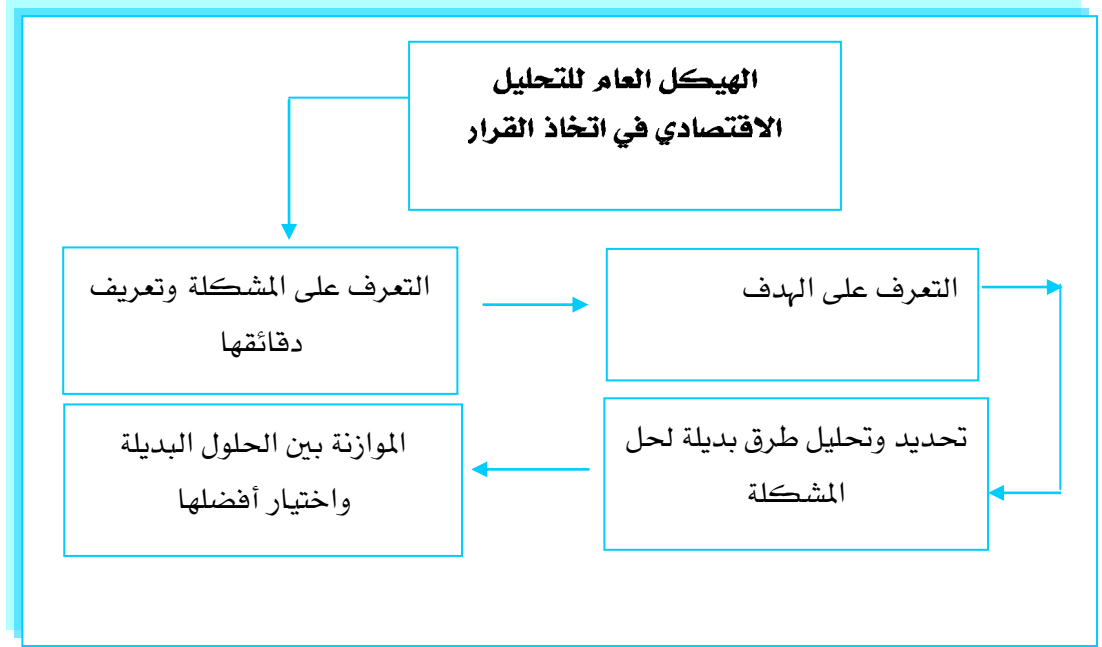 الهيكل العام للتحليل
الاقتصادي في اتخاذ القرار
التعرف على المشكلة وتعريف
دقائقها
التعرف على الهدف
تحديد وتحليل طرق بديلة لحل
المشكلة
الموازنة بين الحلول البديلة
واختيار أفضلها